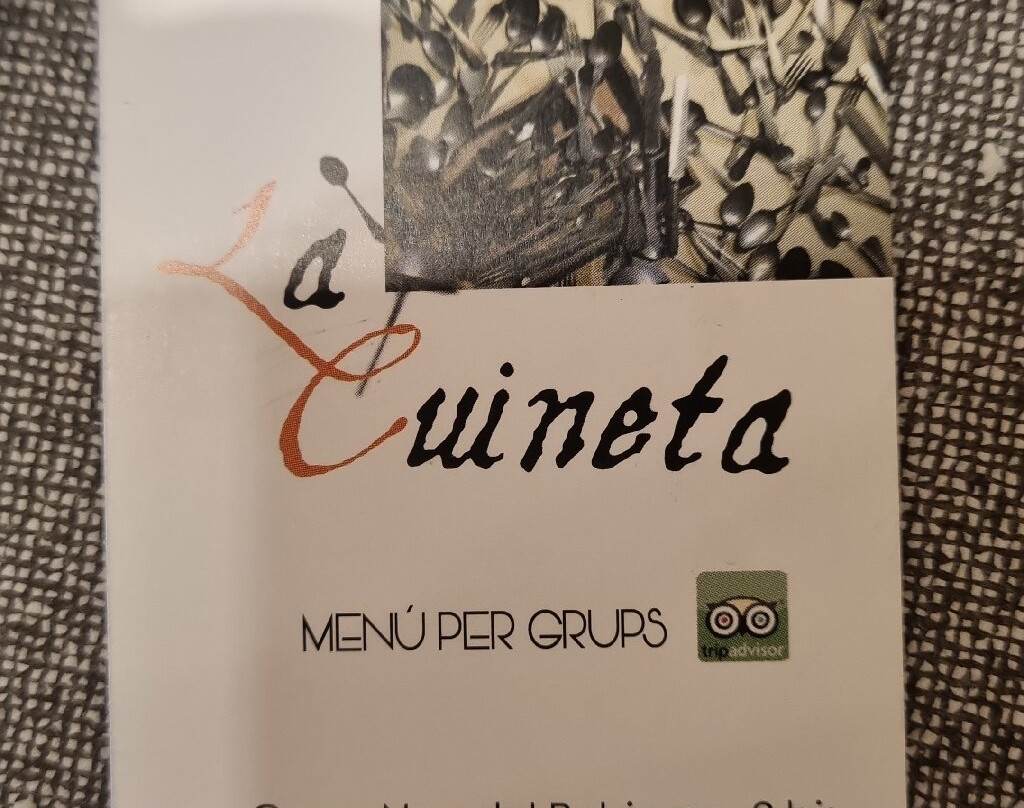 La
Cuineta
MENÚ PER GRUPS
tripadvisor